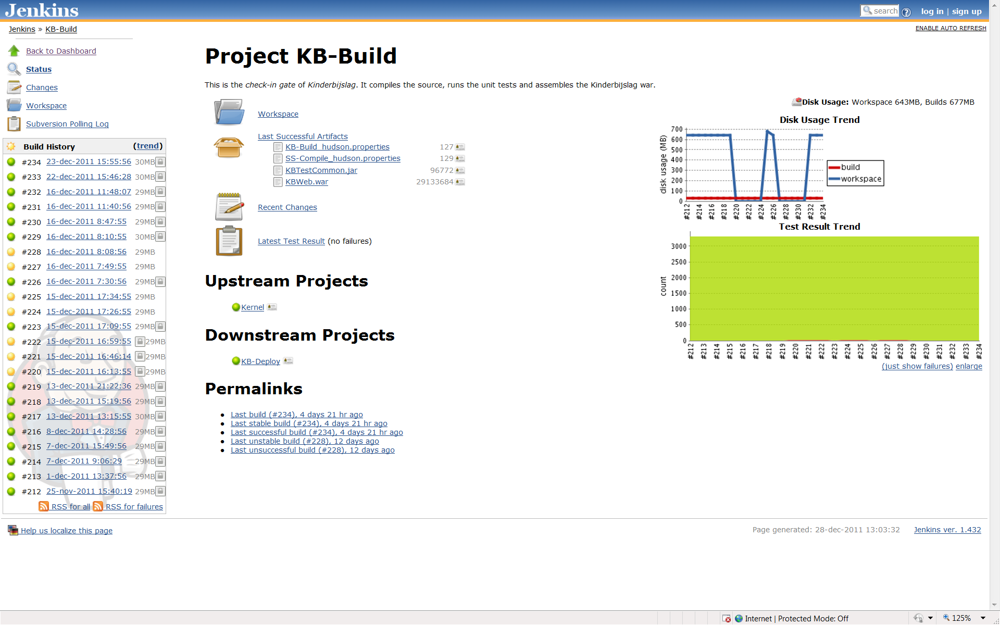 Jenkins
search
log in | sign up
Jenkins » KB-Build
ENABLE AUTO REFRESH
Back to Dashboard
Status
Changes
Workspace
Subversion Polling Log
Build History (trend)
#234 23-dec-2011 15:55:56 30MB
#233 22-dec-2011 15:46:28 30MB
#232 16-dec-2011 11:48:07 29MB
#231 16-dec-2011 11:40:56 29MB
#230 16-dec-2011 8:47:55 29MB
#229 16-dec-2011 8:10:55 30MB
#228 16-dec-2011 8:08:56 29MB
#227 16-dec-2011 7:49:55 29MB
#226 16-dec-2011 7:30:56 29MB
#225 15-dec-2011 17:34:55 29MB
#224 15-dec-2011 17:26:55 29MB
#223 15-dec-2011 17:09:55 29MB
#222 15-dec-2011 16:59:55 29MB
#221 15-dec-2011 16:46:14 29MB
#220 15-dec-2011 16:13:55 29MB
#219 13-dec-2011 21:22:36 29MB
#218 13-dec-2011 15:19:56 29MB
#217 13-dec-2011 13:15:55 30MB
#216 8-dec-2011 14:28:56 29MB
#215 7-dec-2011 15:49:56 29MB
#214 7-dec-2011 9:06:29 29MB
#213 1-dec-2011 13:37:56 29MB
#212 25-nov-2011 15:40:19 29MB
RSS for all RSS for failures
Project KB-Build
This is the check-in gate of Kinderbijslag. It compiles the source, runs the unit tests and assembles the Kinderbijslag war.
Workspace
Last Successful Artifacts
KB-Build_hudson.properties 127
SS-Compile_hudson.properties 129
KBTestCommon.jar 96772
KBWeb.war 29133684
Recent Changes
Latest Test Result (no failures)
Upstream Projects
Kernel
Downstream Projects
KB-Deploy
Permalinks
Last build (#234), 4 days 21 hr ago
Last stable build (#234), 4 days 21 hr ago
Last successful build (#234), 4 days 21 hr ago
Last unstable build (#228), 12 days ago
Last unsuccessful build (#228), 12 days ago
Disk Usage: Workspace 643MB, Builds 677MB
Disk Usage Trend
disk usage (MB)
700
600
500
400
300
200
100
0
#212 #214 #216 #218 #220 #222 #224 #226 #228 #230 #232 #234
build
workspace
Test Result Trend
count
3000
2500
2000
1500
1000
500
0
#212 #213 #214 #215 #216 #217 #218 #219 #220 #221 #222 #223 #224 #225 #226 #227 #228 #229 #230 #231 #232 #233 #234
(just show failures) enlarge
Help us localize this page
Page generated: 28-dec-2011 13:03:32 Jenkins ver. 1.432
Internet | Protected Mode: Off
125%